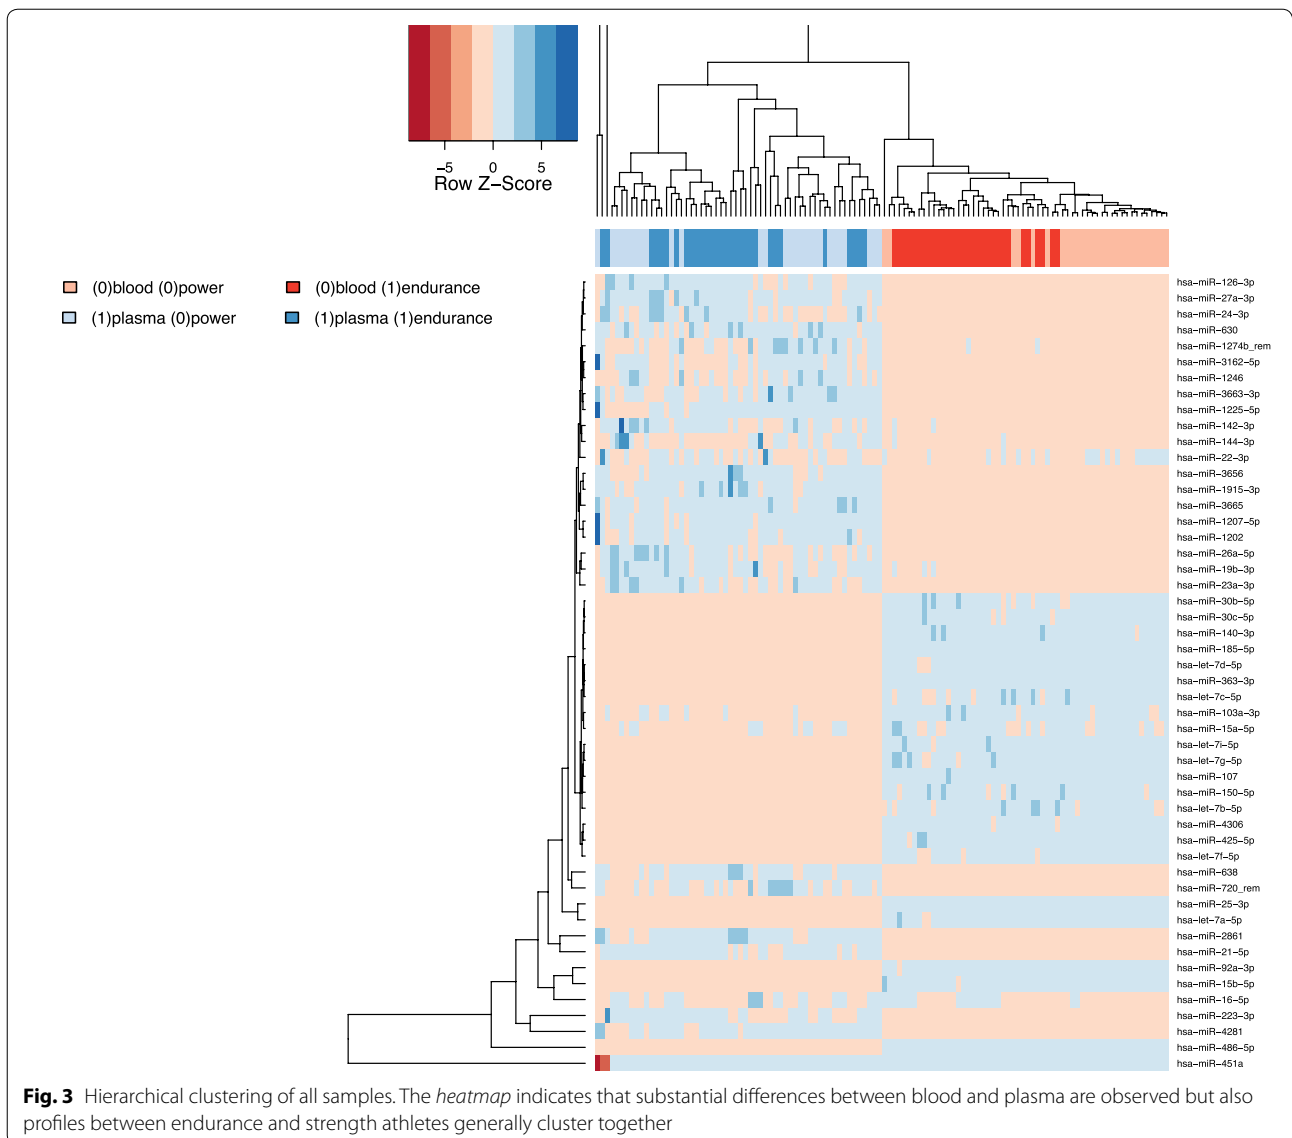 −5 0 5
Row Z−Score
(0)blood (0)power
(0)blood (1)endurance
(1)plasma (0)power
(1)plasma (1)endurance
hsa−miR−126−3p
hsa−miR−27a−3p
hsa−miR−24−3p
hsa−miR−630
hsa−miR−1274b_rem
hsa−miR−3162−5p
hsa−miR−1246
hsa−miR−3663−3p
hsa−miR−1225−5p
hsa−miR−142−3p
hsa−miR−144−3p
hsa−miR−22−3p
hsa−miR−3656
hsa−miR−1915−3p
hsa−miR−3665
hsa−miR−1207−5p
hsa−miR−1202
hsa−miR−26a−5p
hsa−miR−19b−3p
hsa−miR−23a−3p
hsa−miR−30b−5p
hsa−miR−30c−5p
hsa−miR−140−3p
hsa−miR−185−5p
hsa−let−7d−5p
hsa−miR−363−3p
hsa−let−7c−5p
hsa−miR−103a−3p
hsa−miR−15a−5p
hsa−let−7i−5p
hsa−let−7g−5p
hsa−miR−107
hsa−miR−150−5p
hsa−let−7b−5p
hsa−miR−4306
hsa−miR−425−5p
hsa−let−7f−5p
hsa−miR−638
hsa−miR−720_rem
hsa−miR−25−3p
hsa−let−7a−5p
hsa−miR−2861
hsa−miR−21−5p
hsa−miR−92a−3p
hsa−miR−15b−5p
hsa−miR−16−5p
hsa−miR−223−3p
hsa−miR−4281
hsa−miR−486−5p
hsa−miR−451a
Fig. 3 Hierarchical clustering of all samples. The heatmap indicates that substantial differences between blood and plasma are observed but also
profiles between endurance and strength athletes generally cluster together